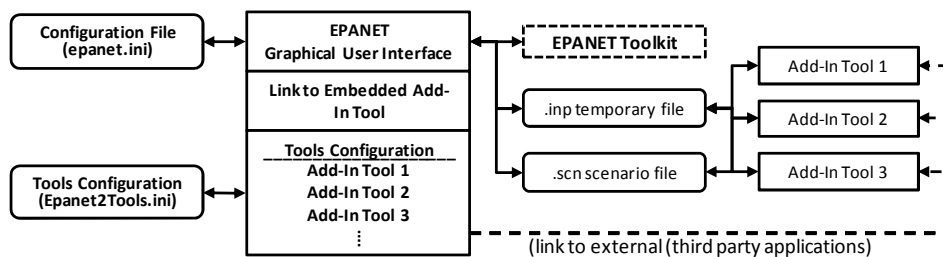 Configuration File
(epanet.ini)
EPANET
Graphical User Interface
Link to Embedded Add-
In Tool
Tools Configuration
Add-In Tool 1
Add-In Tool 2
Add-In Tool 3
Tools Configuration
(Epanet2Tools.ini)
EPANET Toolkit
.inp temporary file
.scn scenario file
Add-In Tool 1
Add-In Tool 2
Add-In Tool 3
(link to external (third party applications)